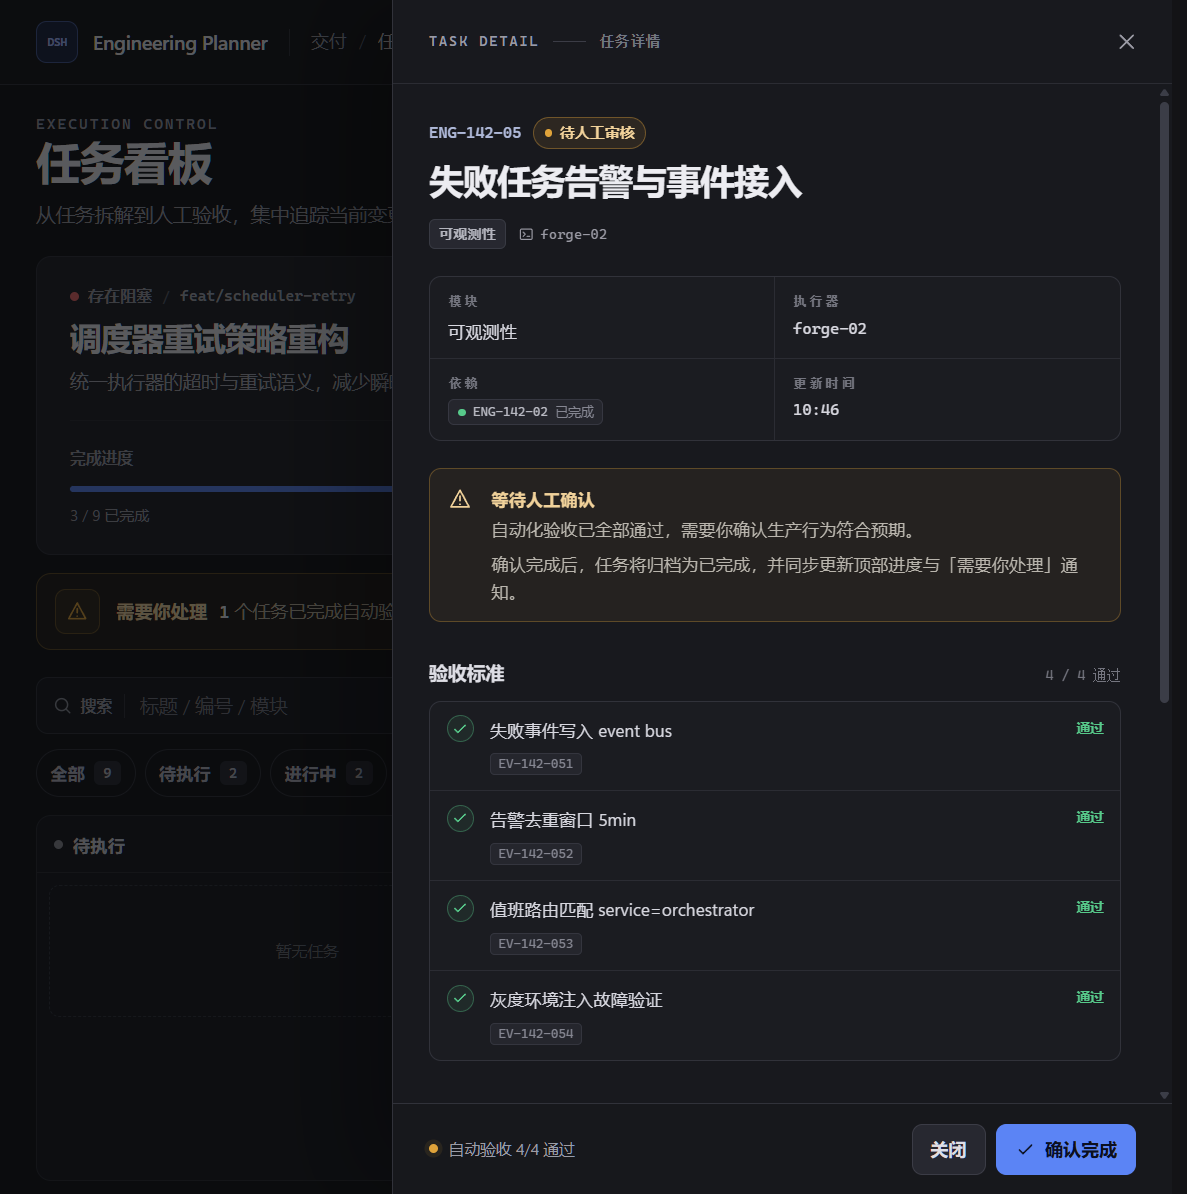 DSH
Engineering Planner
交付 / 任
EXECUTION CONTROL
任务看板
从任务拆解到人工验收，集中追踪当前变更
存在阻塞 / feat/scheduler-retry
调度器重试策略重构
统一执行器的超时与重试语义，减少瞬时
完成进度
3 / 9 已完成
需要你处理 1 个任务已完成自动验
搜索 标题 / 编号 / 模块
全部 9 待执行 2 进行中 2
待执行
暂无任务
TASK DETAIL 任务详情
ENG-142-05 待人工审核
失败任务告警与事件接入
可观测性 forge-02
模块
可观测性
执行器
forge-02
依赖
ENG-142-02 已完成
更新时间
10:46
等待人工确认
自动化验收已全部通过，需要你确认生产行为符合预期。
确认完成后，任务将归档为已完成，并同步更新顶部进度与「需要你处理」通
知。
验收标准 4 / 4 通过
失败事件写入 event bus 通过
EV-142-051
告警去重窗口 5min 通过
EV-142-052
值班路由匹配 service=orchestrator 通过
EV-142-053
灰度环境注入故障验证 通过
EV-142-054
自动验收 4/4 通过
关闭
确认完成